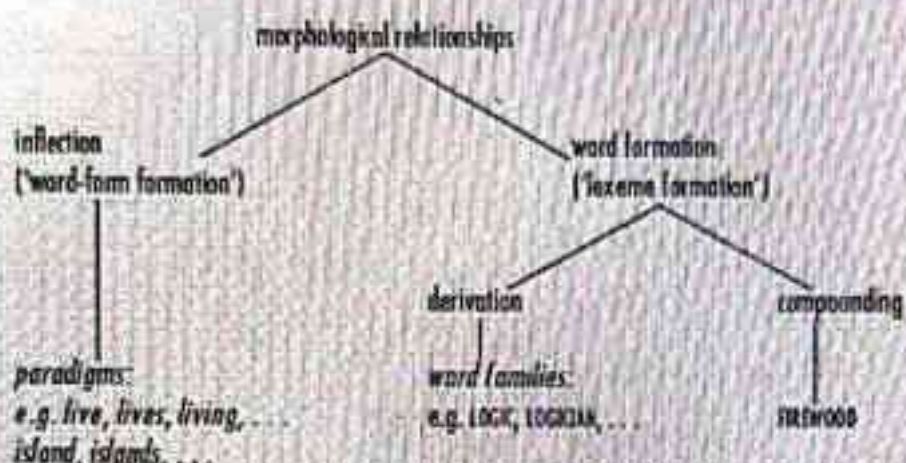 morphological relationships
inflection
('word-form formation')
word formation
('lexeme formation')
derivation
compounding
paradigms:
e.g. live, lives, living, . . .
island, islands, . . .
word families:
e.g. LOGIC, LOGICIAN, . . .
FIREWOOD